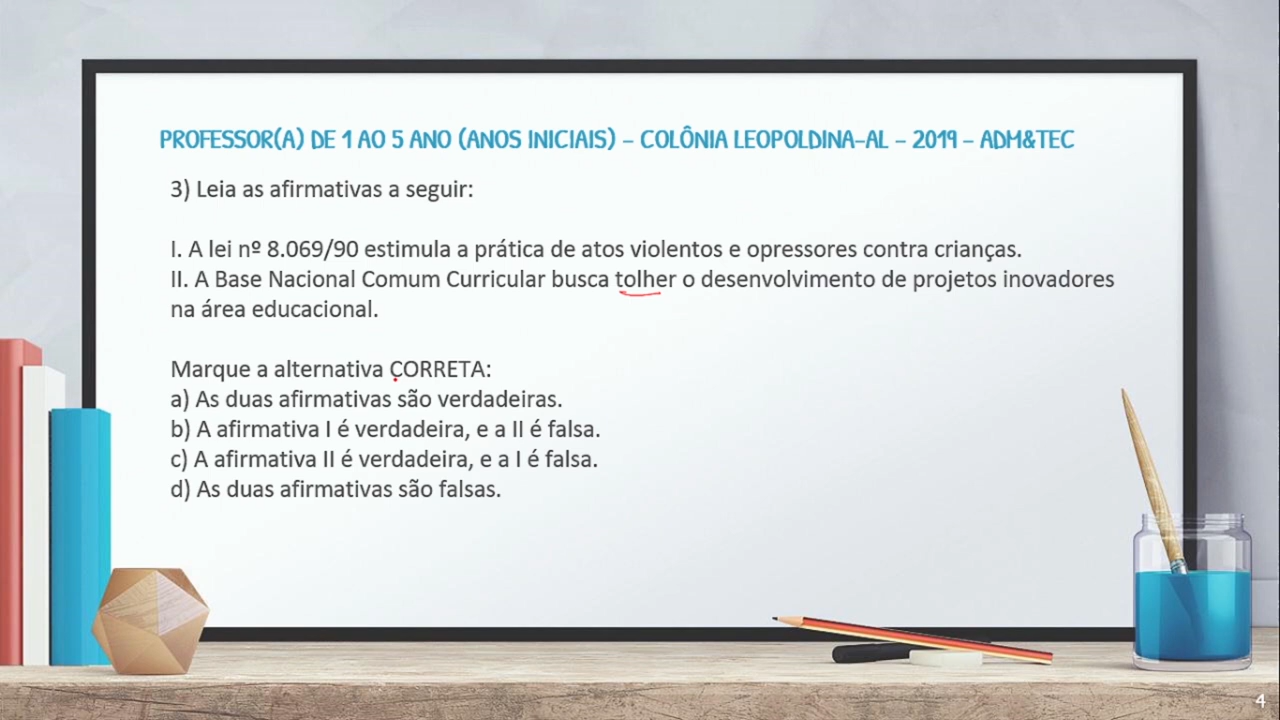 PROFESSOR(A) DE 1 AO 5 ANO (ANOS INICIAIS) – COLÔNIA LEOPOLDINA-AL – 2019 – ADM&TEC
3) Leia as afirmativas a seguir:
I. A lei nº 8.069/90 estimula a prática de atos violentos e opressores contra crianças.
II. A Base Nacional Comum Curricular busca tolher o desenvolvimento de projetos inovadores
na área educacional.
Marque a alternativa CORRETA:
a) As duas afirmativas são verdadeiras.
b) A afirmativa I é verdadeira, e a II é falsa.
c) A afirmativa II é verdadeira, e a I é falsa.
d) As duas afirmativas são falsas.
4